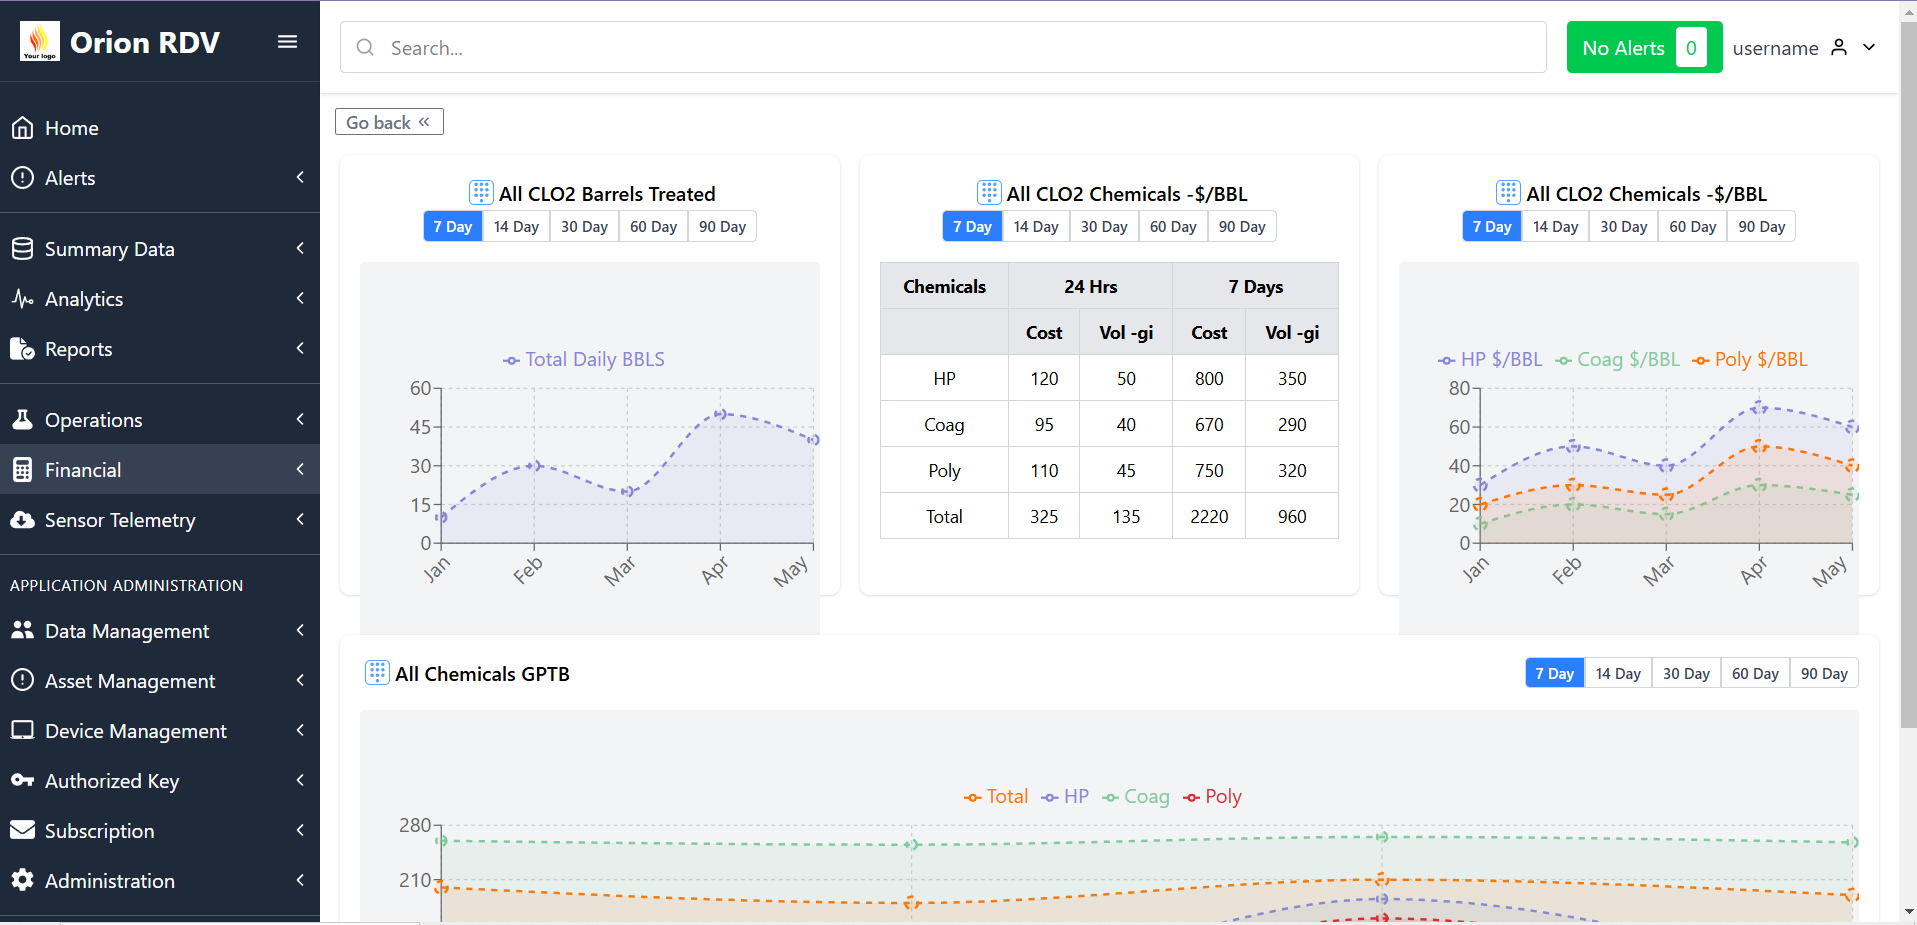 Your logo
Orion RDV
Search...
No Alerts 0
username
Home
Alerts
Summary Data
Analytics
Reports
Operations
Financial
Sensor Telemetry
APPLICATION ADMINISTRATION
Data Management
Asset Management
Device Management
Authorized Key
Subscription
Administration
Go back «
All CLO2 Barrels Treated
7 Day 14 Day 30 Day 60 Day 90 Day
Total Daily BBLS
60
45
30
15
0
Jan Feb Mar Apr May
All CLO2 Chemicals -$/BBL
7 Day 14 Day 30 Day 60 Day 90 Day
Chemicals 24 Hrs 7 Days
Cost Vol -gi Cost Vol -gi
HP 120 50 800 350
Coag 95 40 670 290
Poly 110 45 750 320
Total 325 135 2220 960
All CLO2 Chemicals -$/BBL
7 Day 14 Day 30 Day 60 Day 90 Day
HP $/BBL Coag $/BBL Poly $/BBL
80
60
40
20
0
Jan Feb Mar Apr May
All Chemicals GPTB
7 Day 14 Day 30 Day 60 Day 90 Day
Total HP Coag Poly
280
210